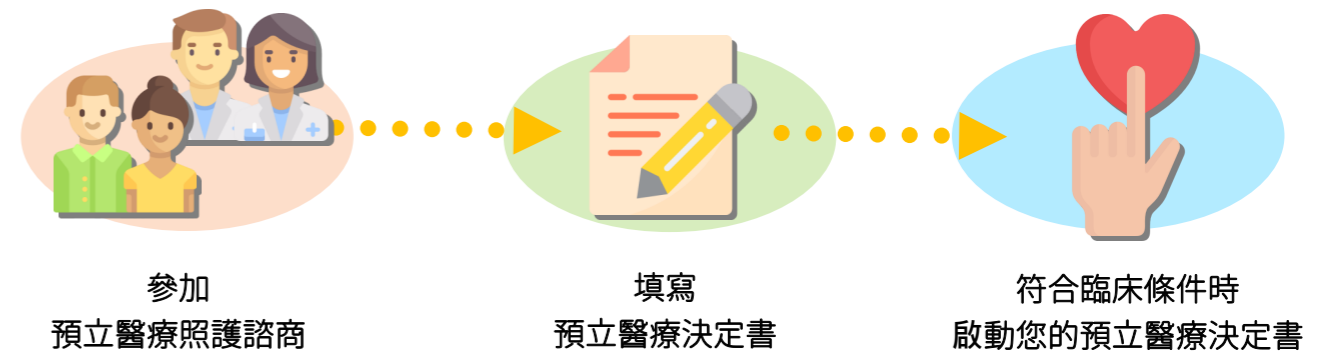 參加
預立醫療照護諮商
填寫
預立醫療決定書
符合臨床條件時
啟動您的預立醫療決定書